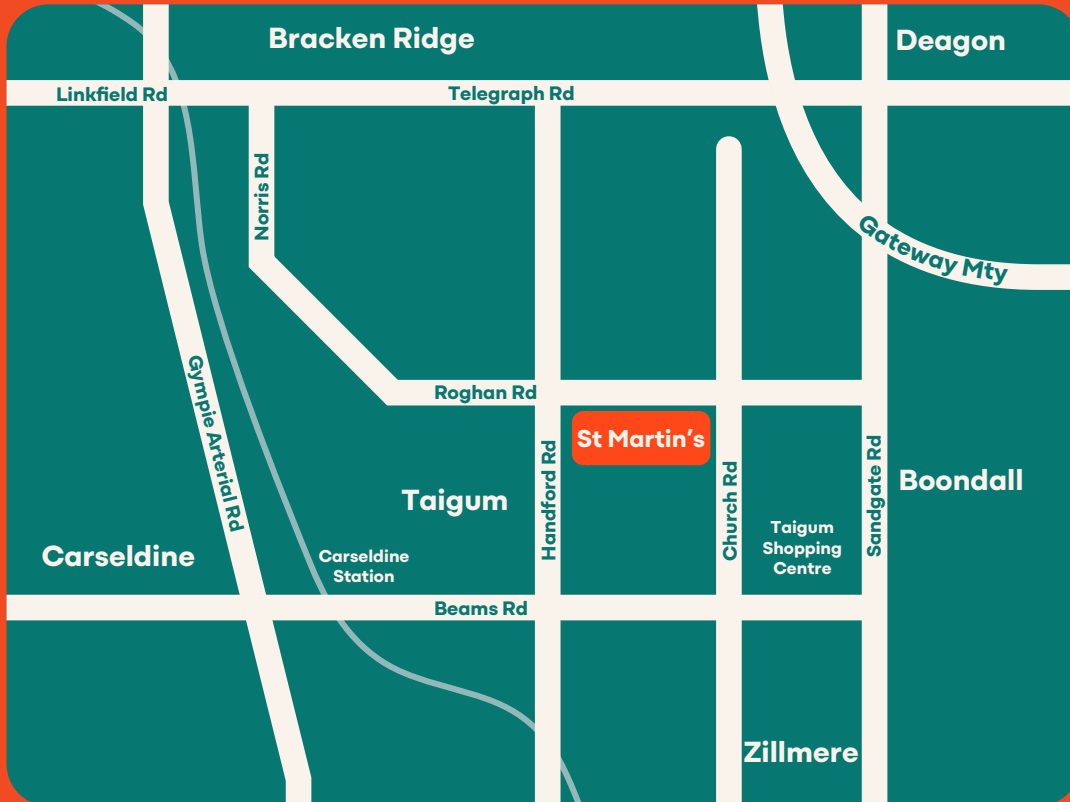 Bracken Ridge
Deagon
Linkfield Rd
Telegraph Rd
Norris Rd
Gateway Mty
Gympie Arterial Rd
Roghan Rd
St Martin’s
Handford Rd
Church Rd
Sandgate Rd
Boondall
Taigum
Taigum
Shopping
Centre
Carseldine
Carseldine
Station
Beams Rd
Zillmere